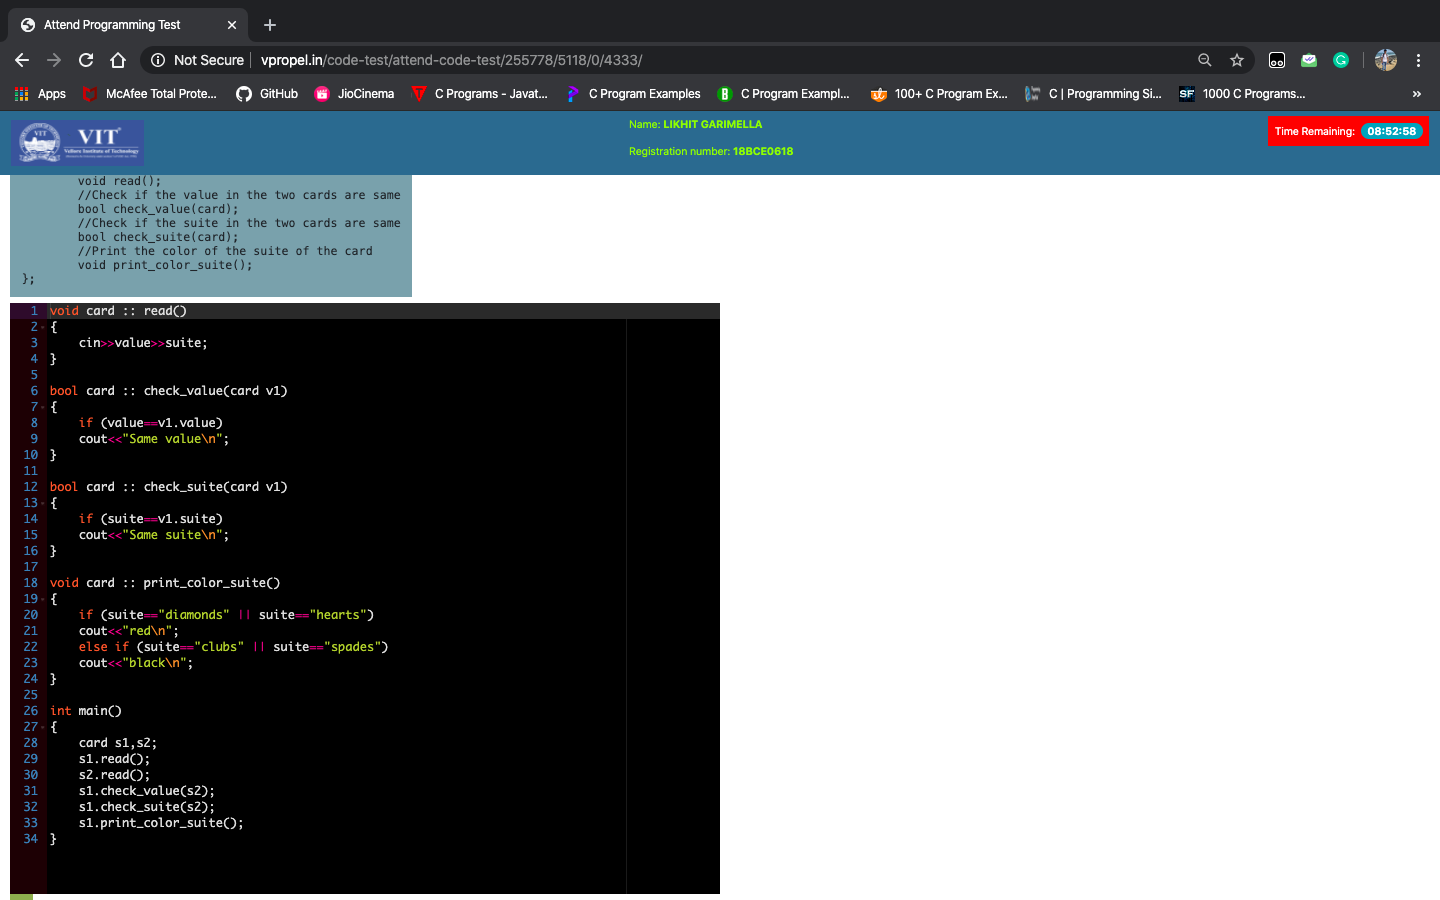 Attend Programming Test
Not Secure vpropel.in/code-test/attend-code-test/255778/5118/0/4333/
Apps McAfee Total Prote... GitHub JioCinema C Programs - Javat... C Program Examples C Program Exampl... 100+ C Program Ex... C | Programming Si... SF 1000 C Programs... »
VIT
Vellore Institute of Technology
Name: LIKHIT GARIMELLA
Registration number: 18BCE0618
Time Remaining: 08:52:58
void read();
//Check if the value in the two cards are same
bool check_value(card);
//Check if the suite in the two cards are same
bool check_suite(card);
//Print the color of the suite of the card
void print_color_suite();
};
1 void card :: read()
2 {
3 cin>>value>>suite;
4 }
5
6 bool card :: check_value(card v1)
7 {
8 if (value==v1.value)
9 cout<<"Same value\n";
10 }
11
12 bool card :: check_suite(card v1)
13 {
14 if (suite==v1.suite)
15 cout<<"Same suite\n";
16 }
17
18 void card :: print_color_suite()
19 {
20 if (suite=="diamonds" || suite=="hearts")
21 cout<<"red\n";
22 else if (suite=="clubs" || suite=="spades")
23 cout<<"black\n";
24 }
25
26 int main()
27 {
28 card s1,s2;
29 s1.read();
30 s2.read();
31 s1.check_value(s2);
32 s1.check_suite(s2);
33 s1.print_color_suite();
34 }